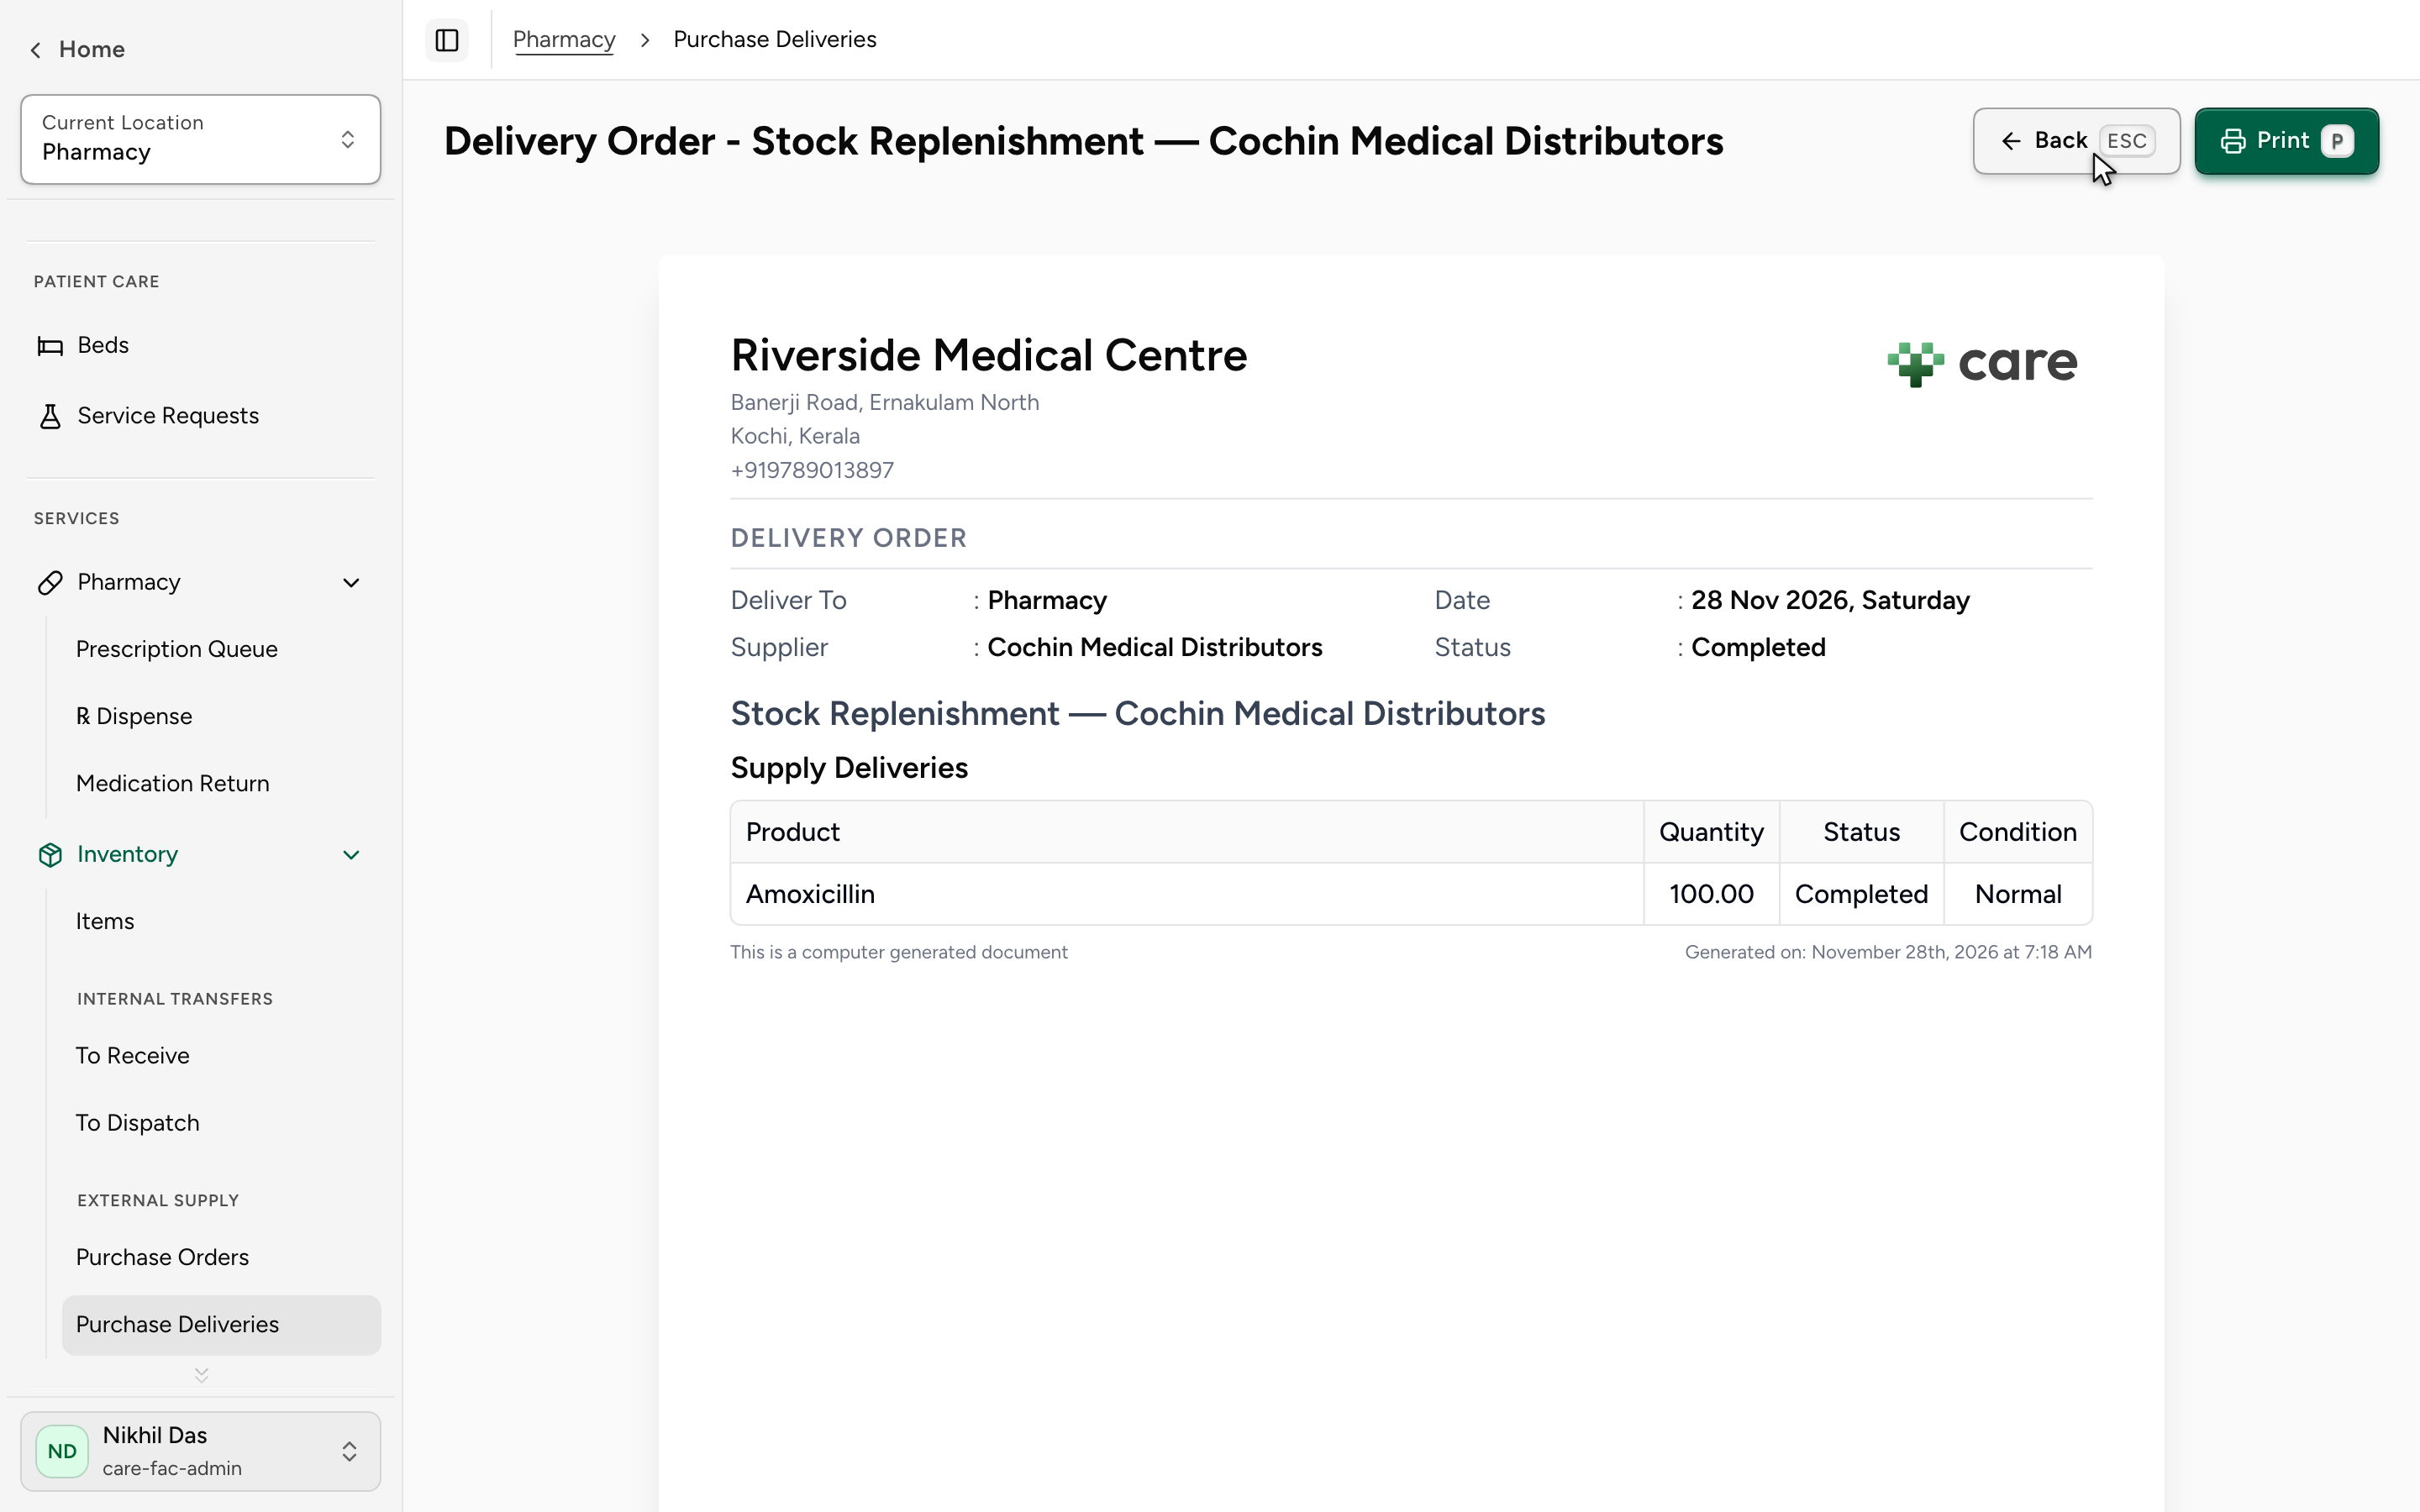 Home
Current Location
Pharmacy
PATIENT CARE
Beds
Service Requests
SERVICES
Pharmacy
Prescription Queue
℞ Dispense
Medication Return
Inventory
Items
INTERNAL TRANSFERS
To Receive
To Dispatch
EXTERNAL SUPPLY
Purchase Orders
Purchase Deliveries
ND
Nikhil Das
care-fac-admin
Pharmacy > Purchase Deliveries
Delivery Order - Stock Replenishment — Cochin Medical Distributors
Back ESC
Print P
Riverside Medical Centre
care
Banerji Road, Ernakulam North
Kochi, Kerala
+919789013897
DELIVERY ORDER
Deliver To : Pharmacy Date : 28 Nov 2026, Saturday
Supplier : Cochin Medical Distributors Status : Completed
Stock Replenishment — Cochin Medical Distributors
Supply Deliveries
Product Quantity Status Condition
Amoxicillin 100.00 Completed Normal
This is a computer generated document Generated on: November 28th, 2026 at 7:18 AM